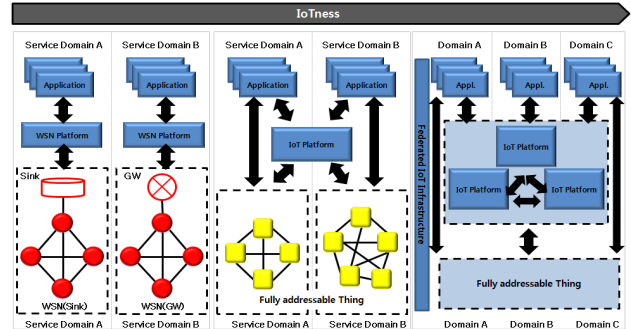 IoTness
Service Domain A
Service Domain B
Service Domain A
Service Domain B
Domain A
Domain B
Domain C
Application
Application
Application
Application
Appl.
Appl.
Appl.
WSN Platform
WSN Platform
IoT Platform
Federated IoT Infrastructure
IoT Platform
IoT Platform
IoT Platform
Sink
GW
WSN(Sink)
WSN(GW)
Fully addressable Thing
Fully addressable Thing
Service Domain A
Service Domain B
Service Domain A
Service Domain B
Domain A
Domain B
Domain C